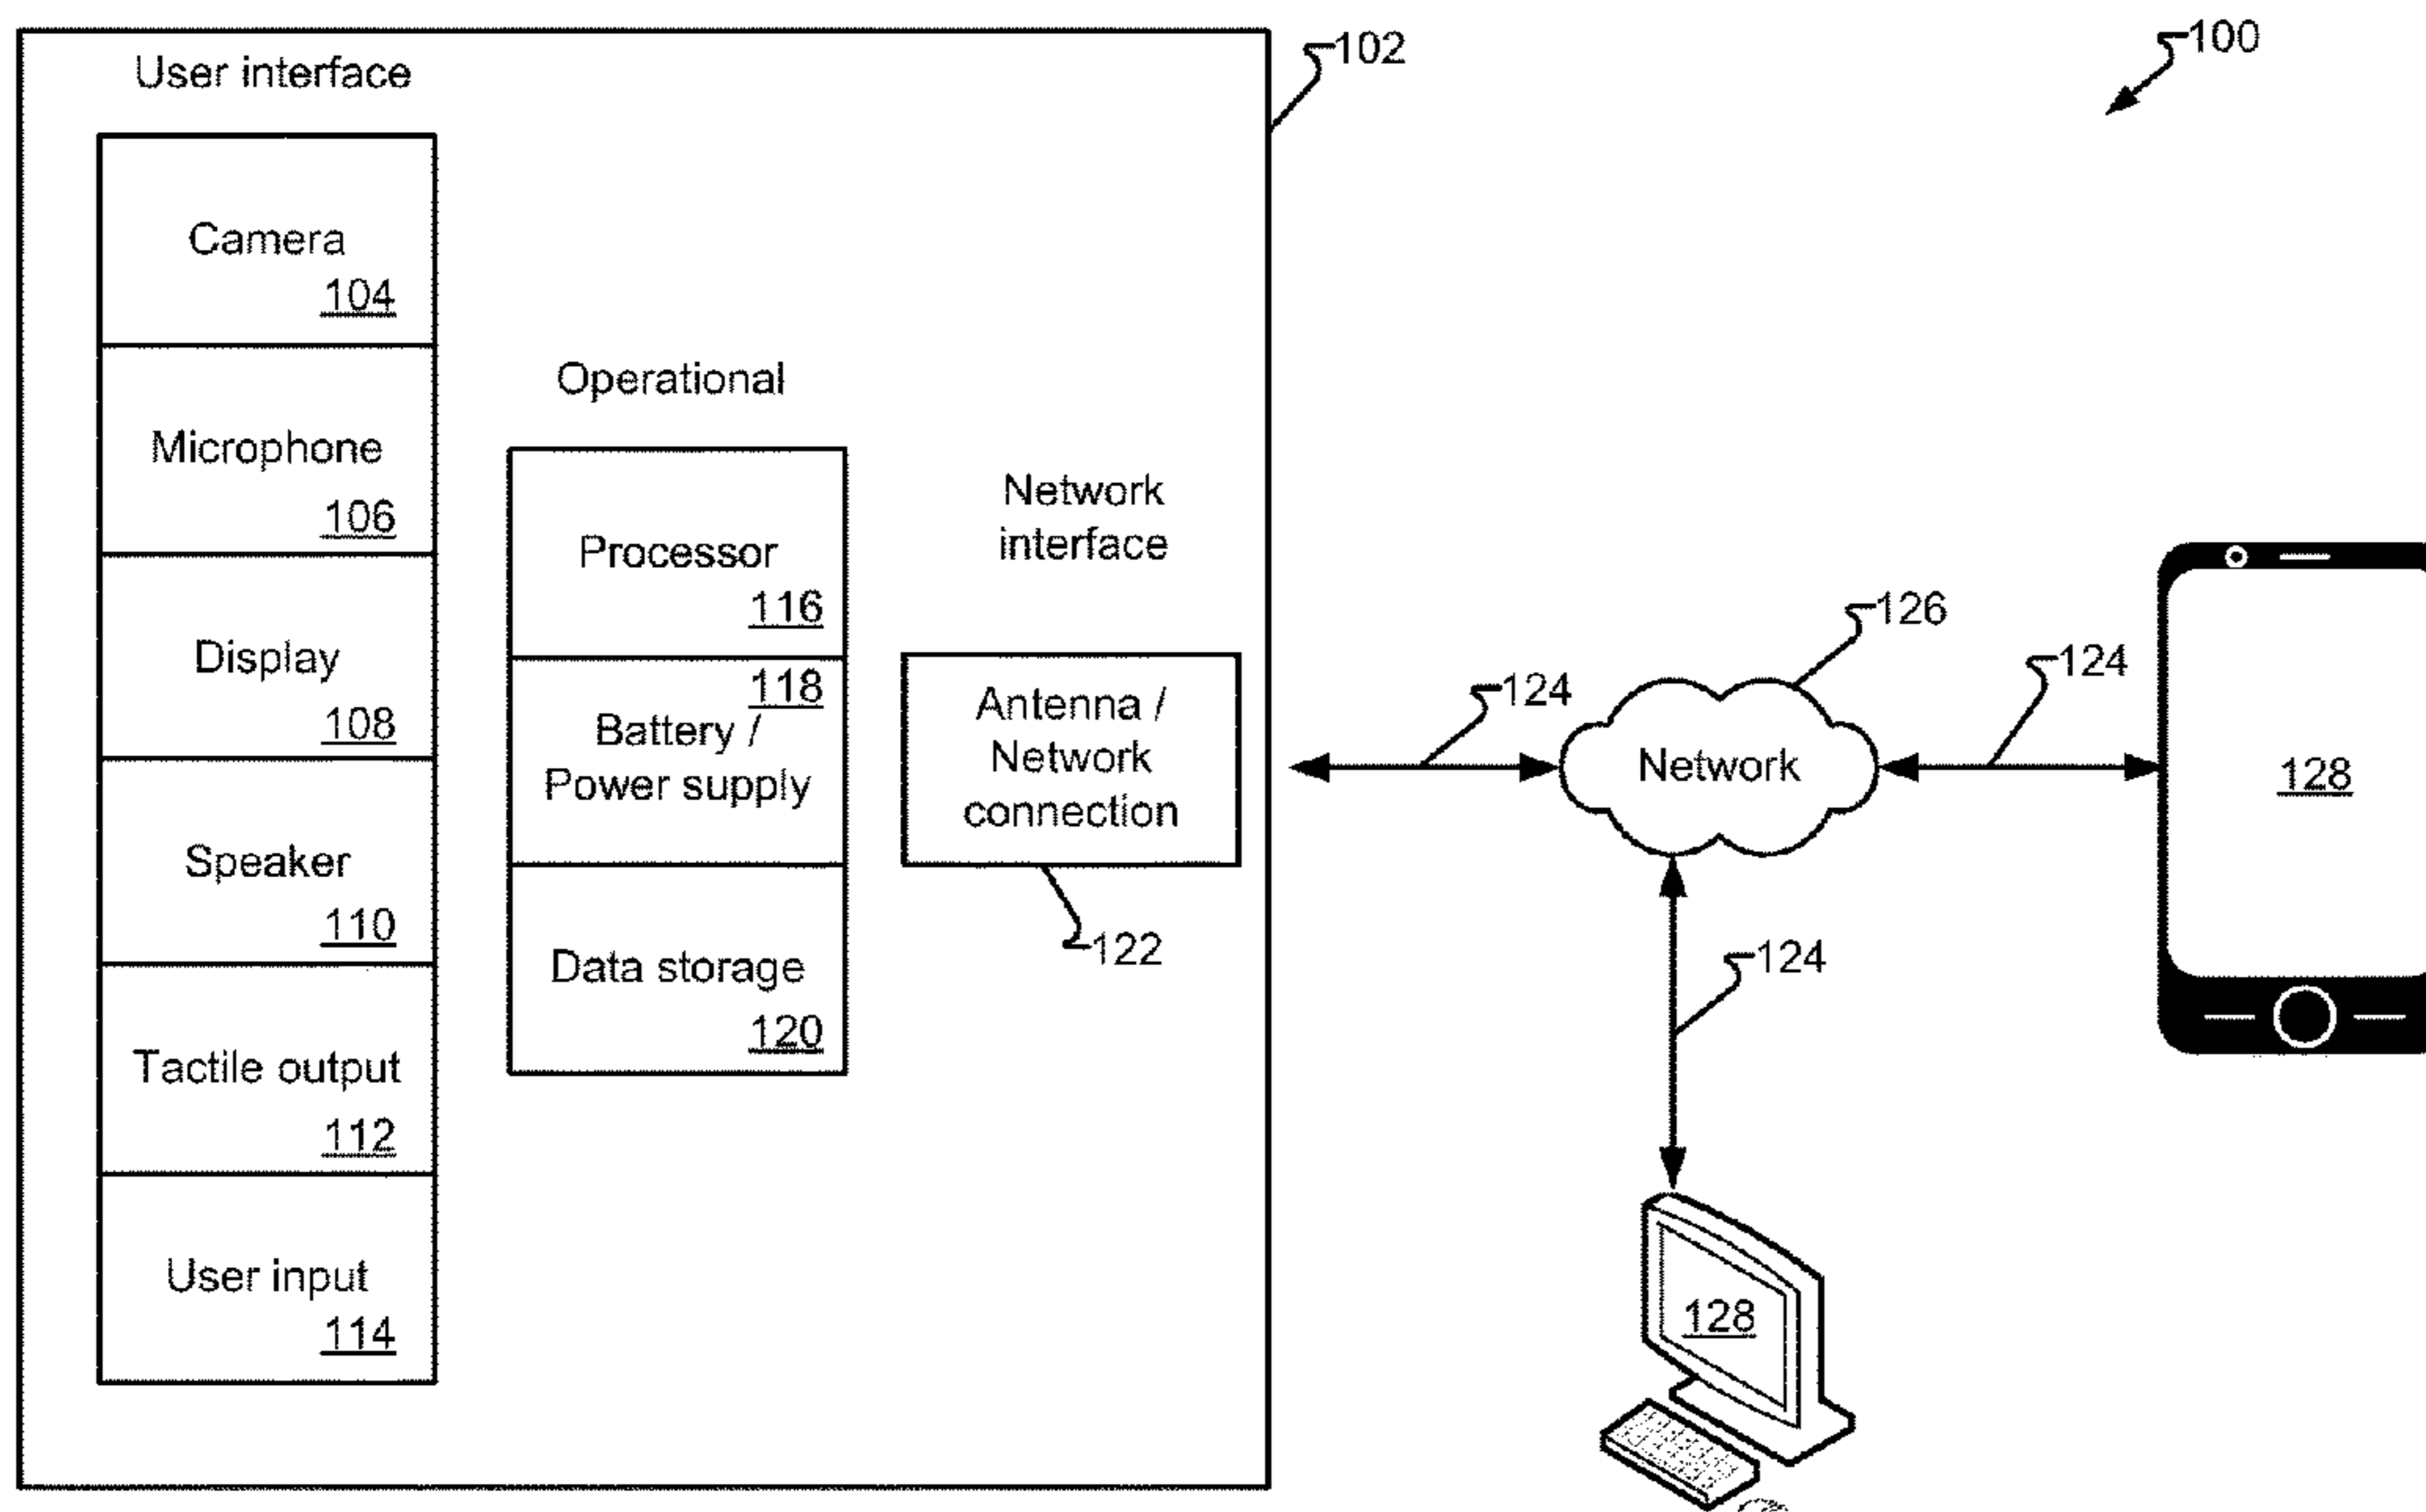 User interface
Camera
104
Microphone
106
Display
108
Speaker
110
Tactile output
112
User input
114
Operational
Processor
116
118
Battery /
Power supply
Data storage
120
Network
interface
Antenna /
Network
connection
122
102
100
124
126
Network
124
128
124
128